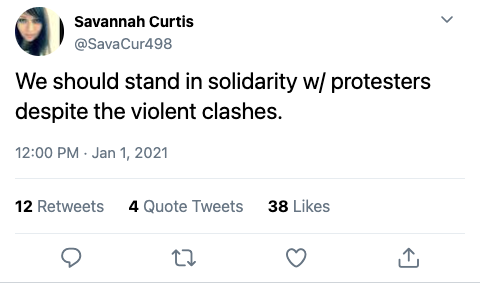 Savannah Curtis
@SavaCur498
We should stand in solidarity w/ protesters
despite the violent clashes.
12:00 PM · Jan 1, 2021
12 Retweets 4 Quote Tweets 38 Likes